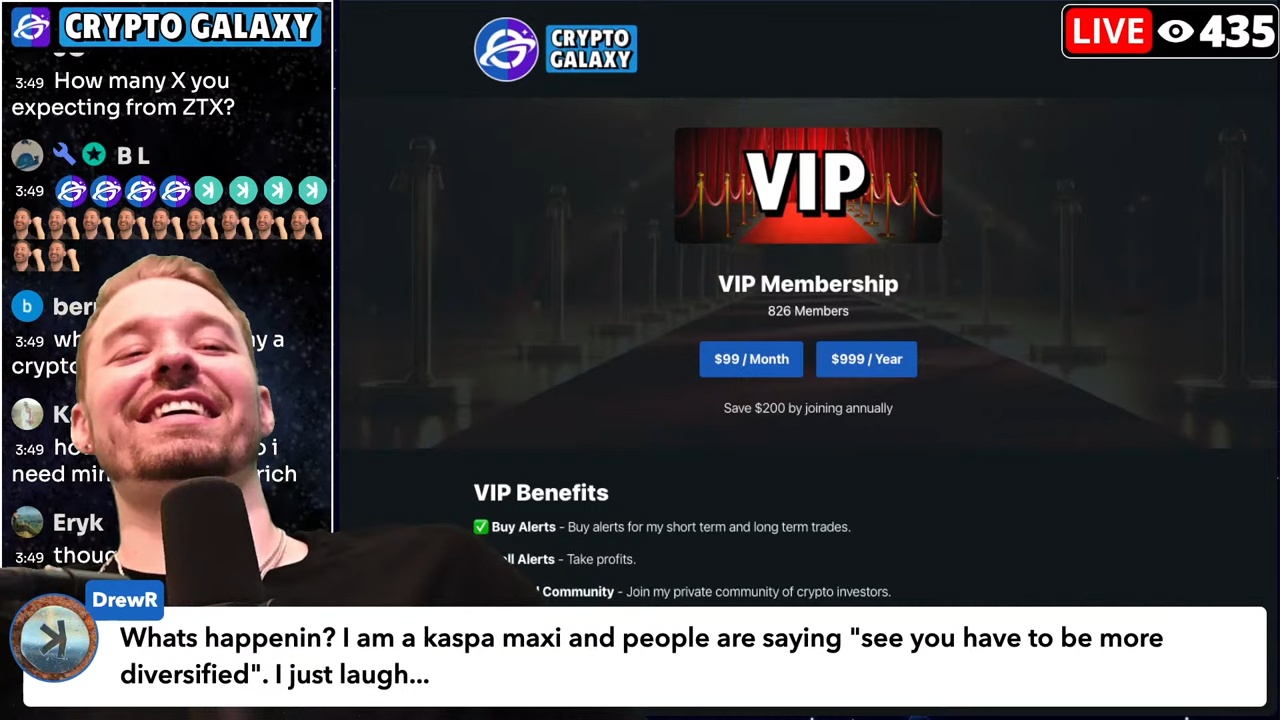 CRYPTO GALAXY
3:49 How many X you
expecting from ZTX?
B L
3:49
3:49
crypto
3:49
need
rich
Eryk
3:49
CRYPTO
GALAXY
LIVE 435
VIP
VIP Membership
826 Members
$99 / Month $999 / Year
Save $200 by joining annually
VIP Benefits
Buy Alerts - Buy alerts for my short term and long term trades.
Alerts - Take profits.
Community - Join my private community of crypto investors.
DrewR
Whats happenin? I am a kaspa maxi and people are saying "see you have to be more
diversified". I just laugh...